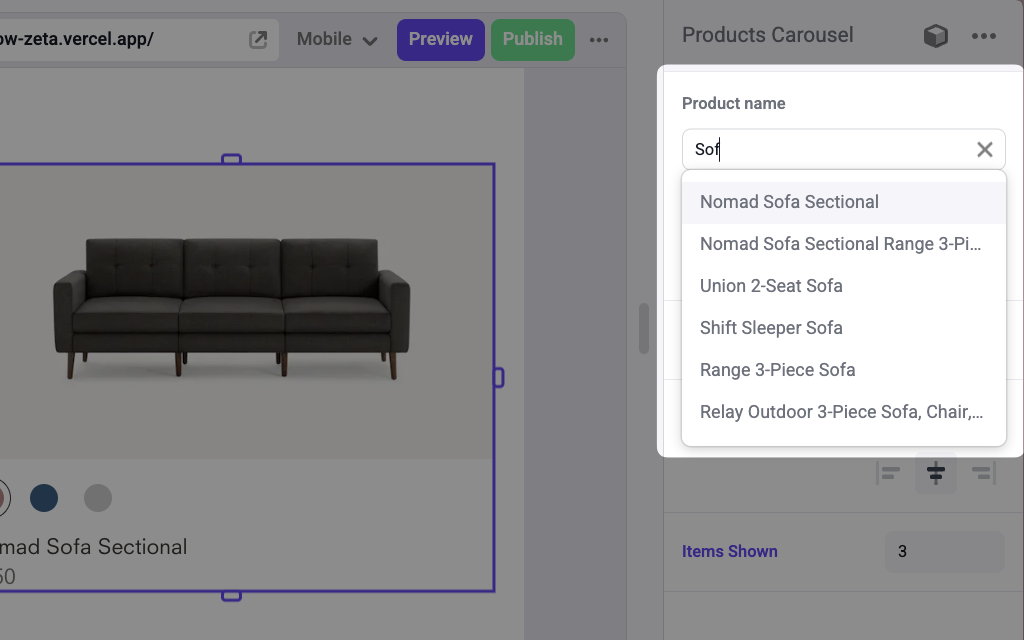 ow-zeta.vercel.app/
Mobile
Preview
Publish
Products Carousel
Product name
Sof
Nomad Sofa Sectional
Nomad Sofa Sectional Range 3-Pi...
Union 2-Seat Sofa
Shift Sleeper Sofa
Range 3-Piece Sofa
Relay Outdoor 3-Piece Sofa, Chair,...
mad Sofa Sectional
50
Items Shown
3